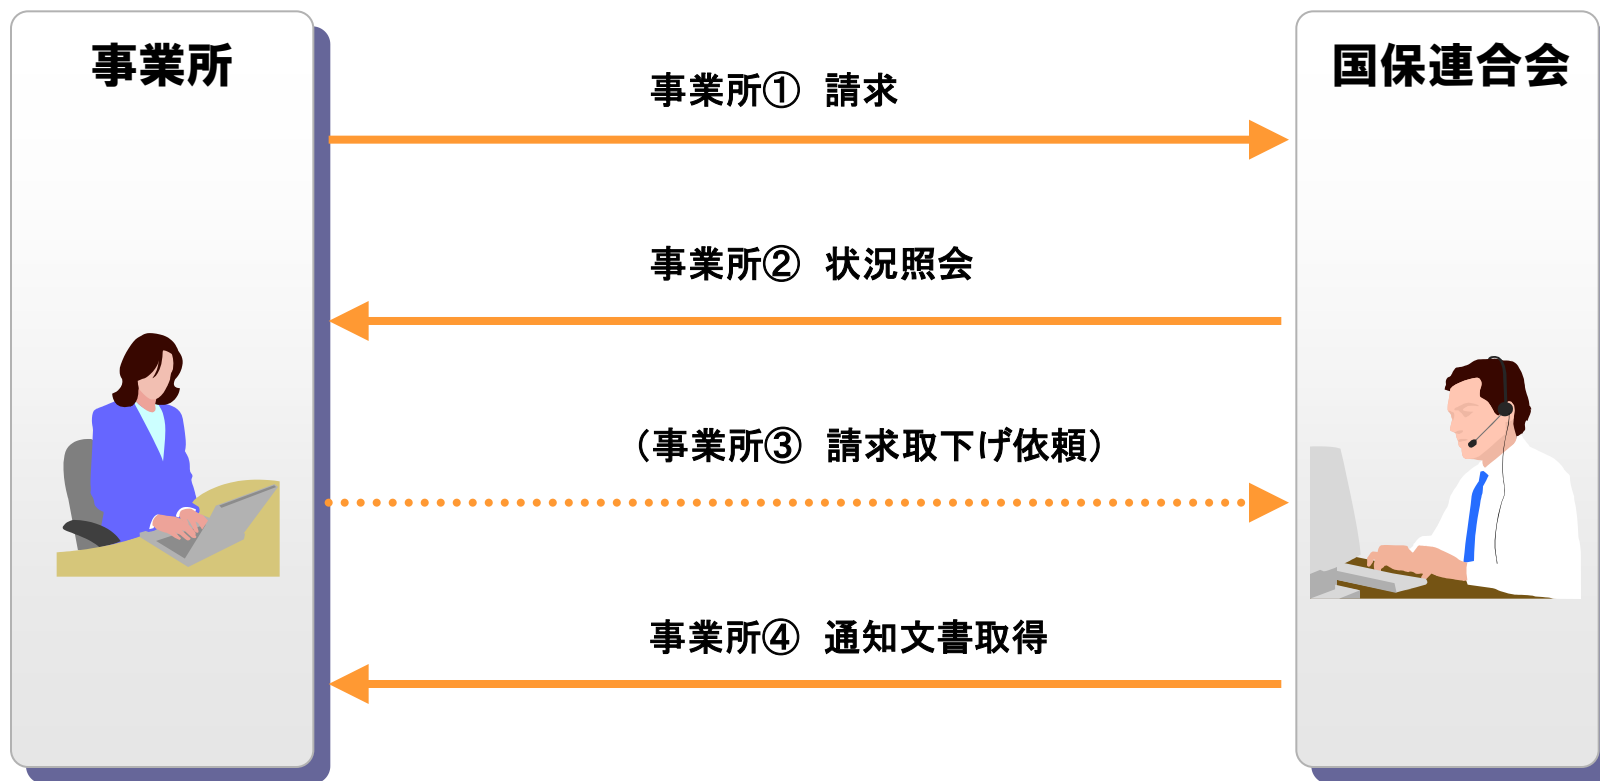 事業所
国保連合会
事業所① 請求
事業所② 状況照会
（事業所③ 請求取下げ依頼）
事業所④ 通知文書取得